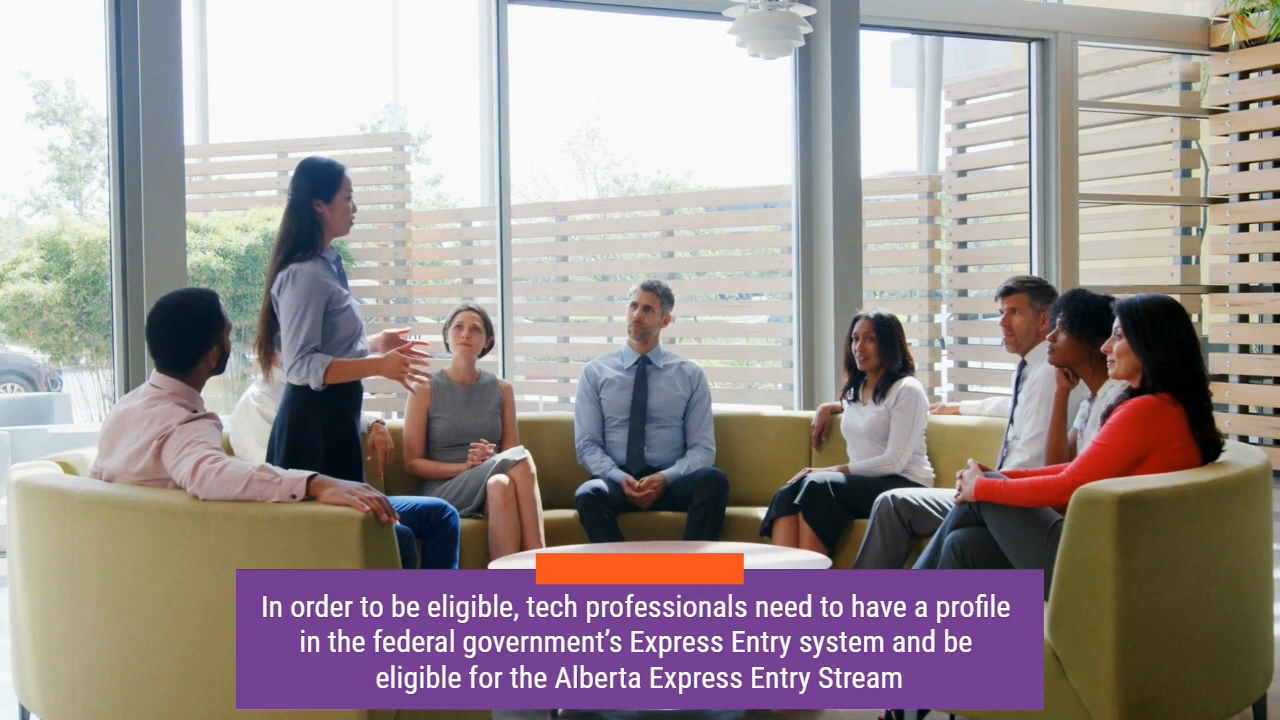 In order to be eligible, tech professionals need to have a profile
in the federal government’s Express Entry system and be
eligible for the Alberta Express Entry Stream